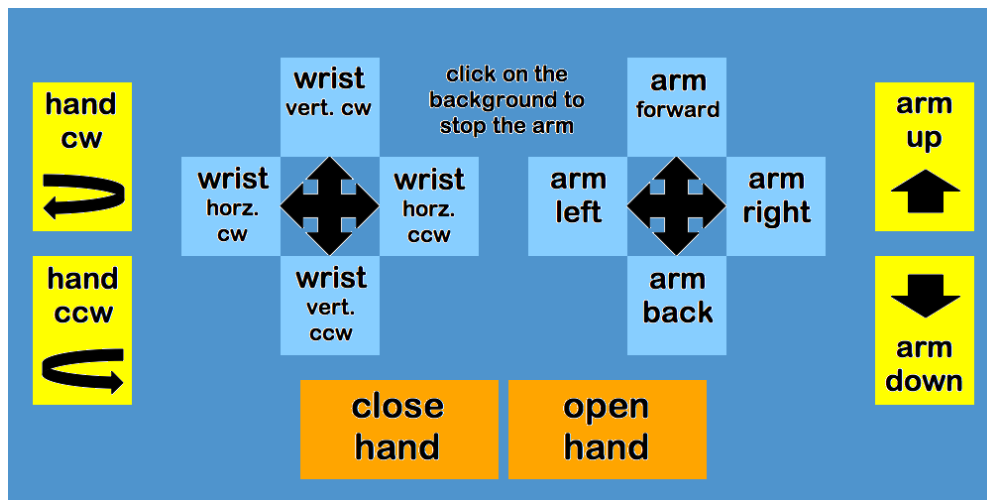 hand
cw
hand
ccw
wrist
vert. cw
wrist
horz.
cw
wrist
horz.
ccw
wrist
vert.
ccw
click on the
background to
stop the arm
arm
forward
arm
left
arm
right
arm
back
arm
up
arm
down
close
hand
open
hand